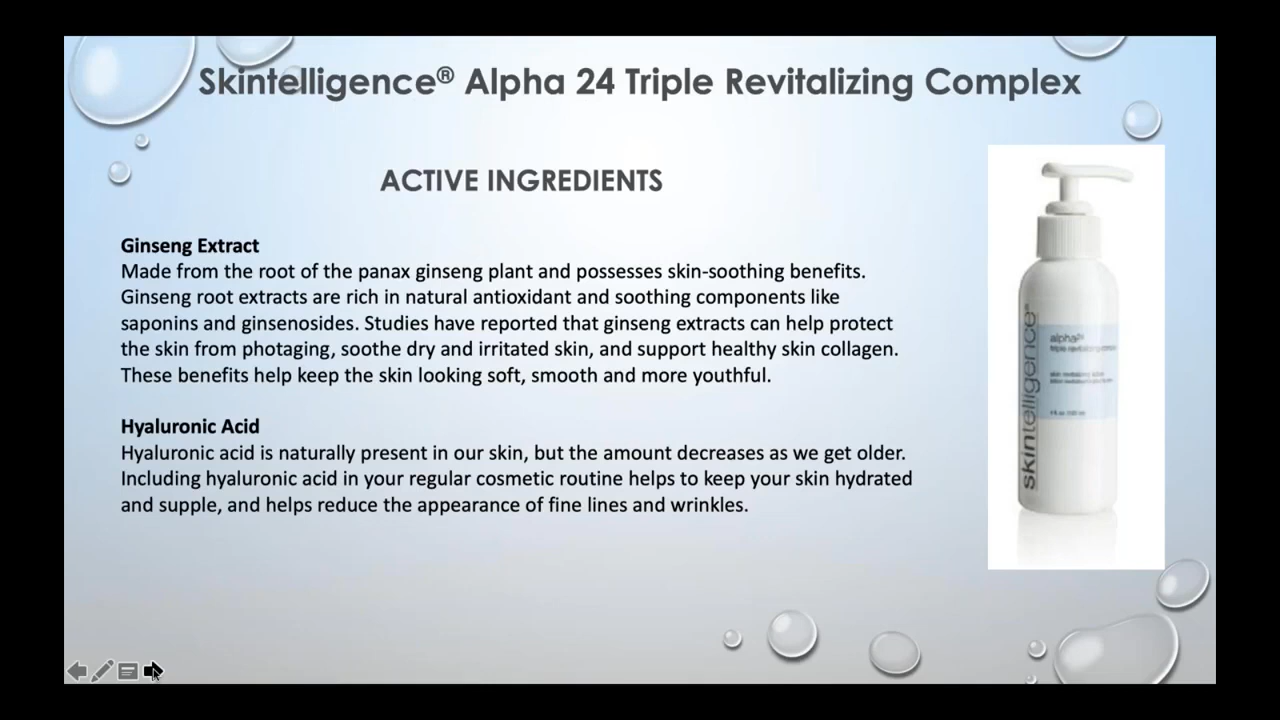 Skintelligence® Alpha 24 Triple Revitalizing Complex
ACTIVE INGREDIENTS
Ginseng Extract
Made from the root of the panax ginseng plant and possesses skin-soothing benefits.
Ginseng root extracts are rich in natural antioxidant and soothing components like
saponins and ginsenosides. Studies have reported that ginseng extracts can help protect
the skin from photaging, soothe dry and irritated skin, and support healthy skin collagen.
These benefits help keep the skin looking soft, smooth and more youthful.
Hyaluronic Acid
Hyaluronic acid is naturally present in our skin, but the amount decreases as we get older.
Including hyaluronic acid in your regular cosmetic routine helps to keep your skin hydrated
and supple, and helps reduce the appearance of fine lines and wrinkles.
skintelligence®
alpha24
triple revitalizing
skin revitalizing